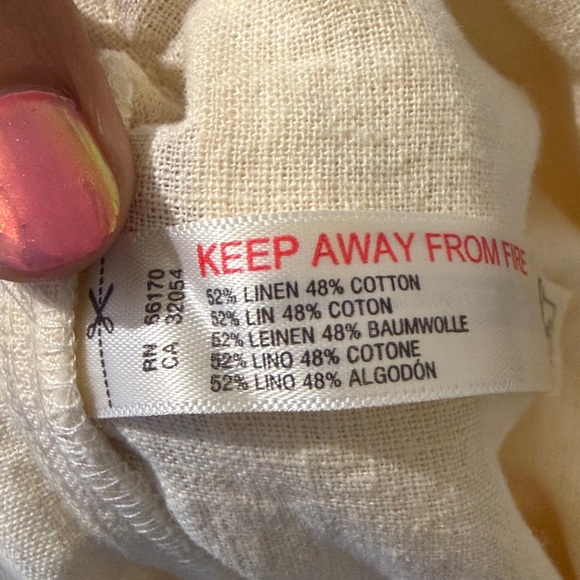 KEEP AWAY FROM FIRE
52% LINEN 48% COTTON
52% LIN 48% COTON
52% LEINEN 48% BAUMWOLLE
52% LINO 48% COTONE
52% LINO 48% ALGODÓN
RN 56170
CA 32054